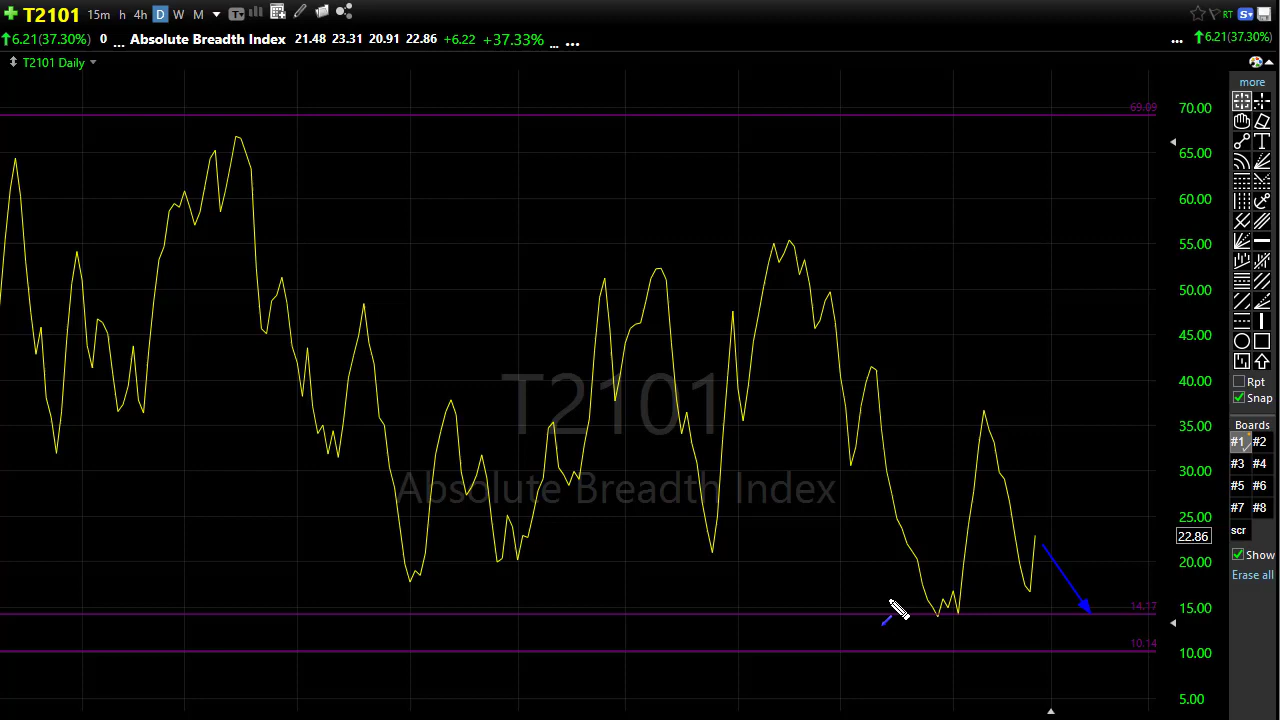 T2101 15m h 4h D W M T RT S
6.21(37.30%) 0 ... Absolute Breadth Index 21.48 23.31 20.91 22.86 +6.22 +37.33% ... ... ... 6.21(37.30%)
T2101 Daily
more
69.09
70.00
65.00
60.00
55.00
50.00
45.00
40.00
35.00
30.00
25.00
22.86
20.00
14.17
15.00
10.14
10.00
5.00
T2101
Absolute Breadth Index
T
Rpt
Snap
Boards
#1 #2
#3 #4
#5 #6
#7 #8
scr
Show
Erase all